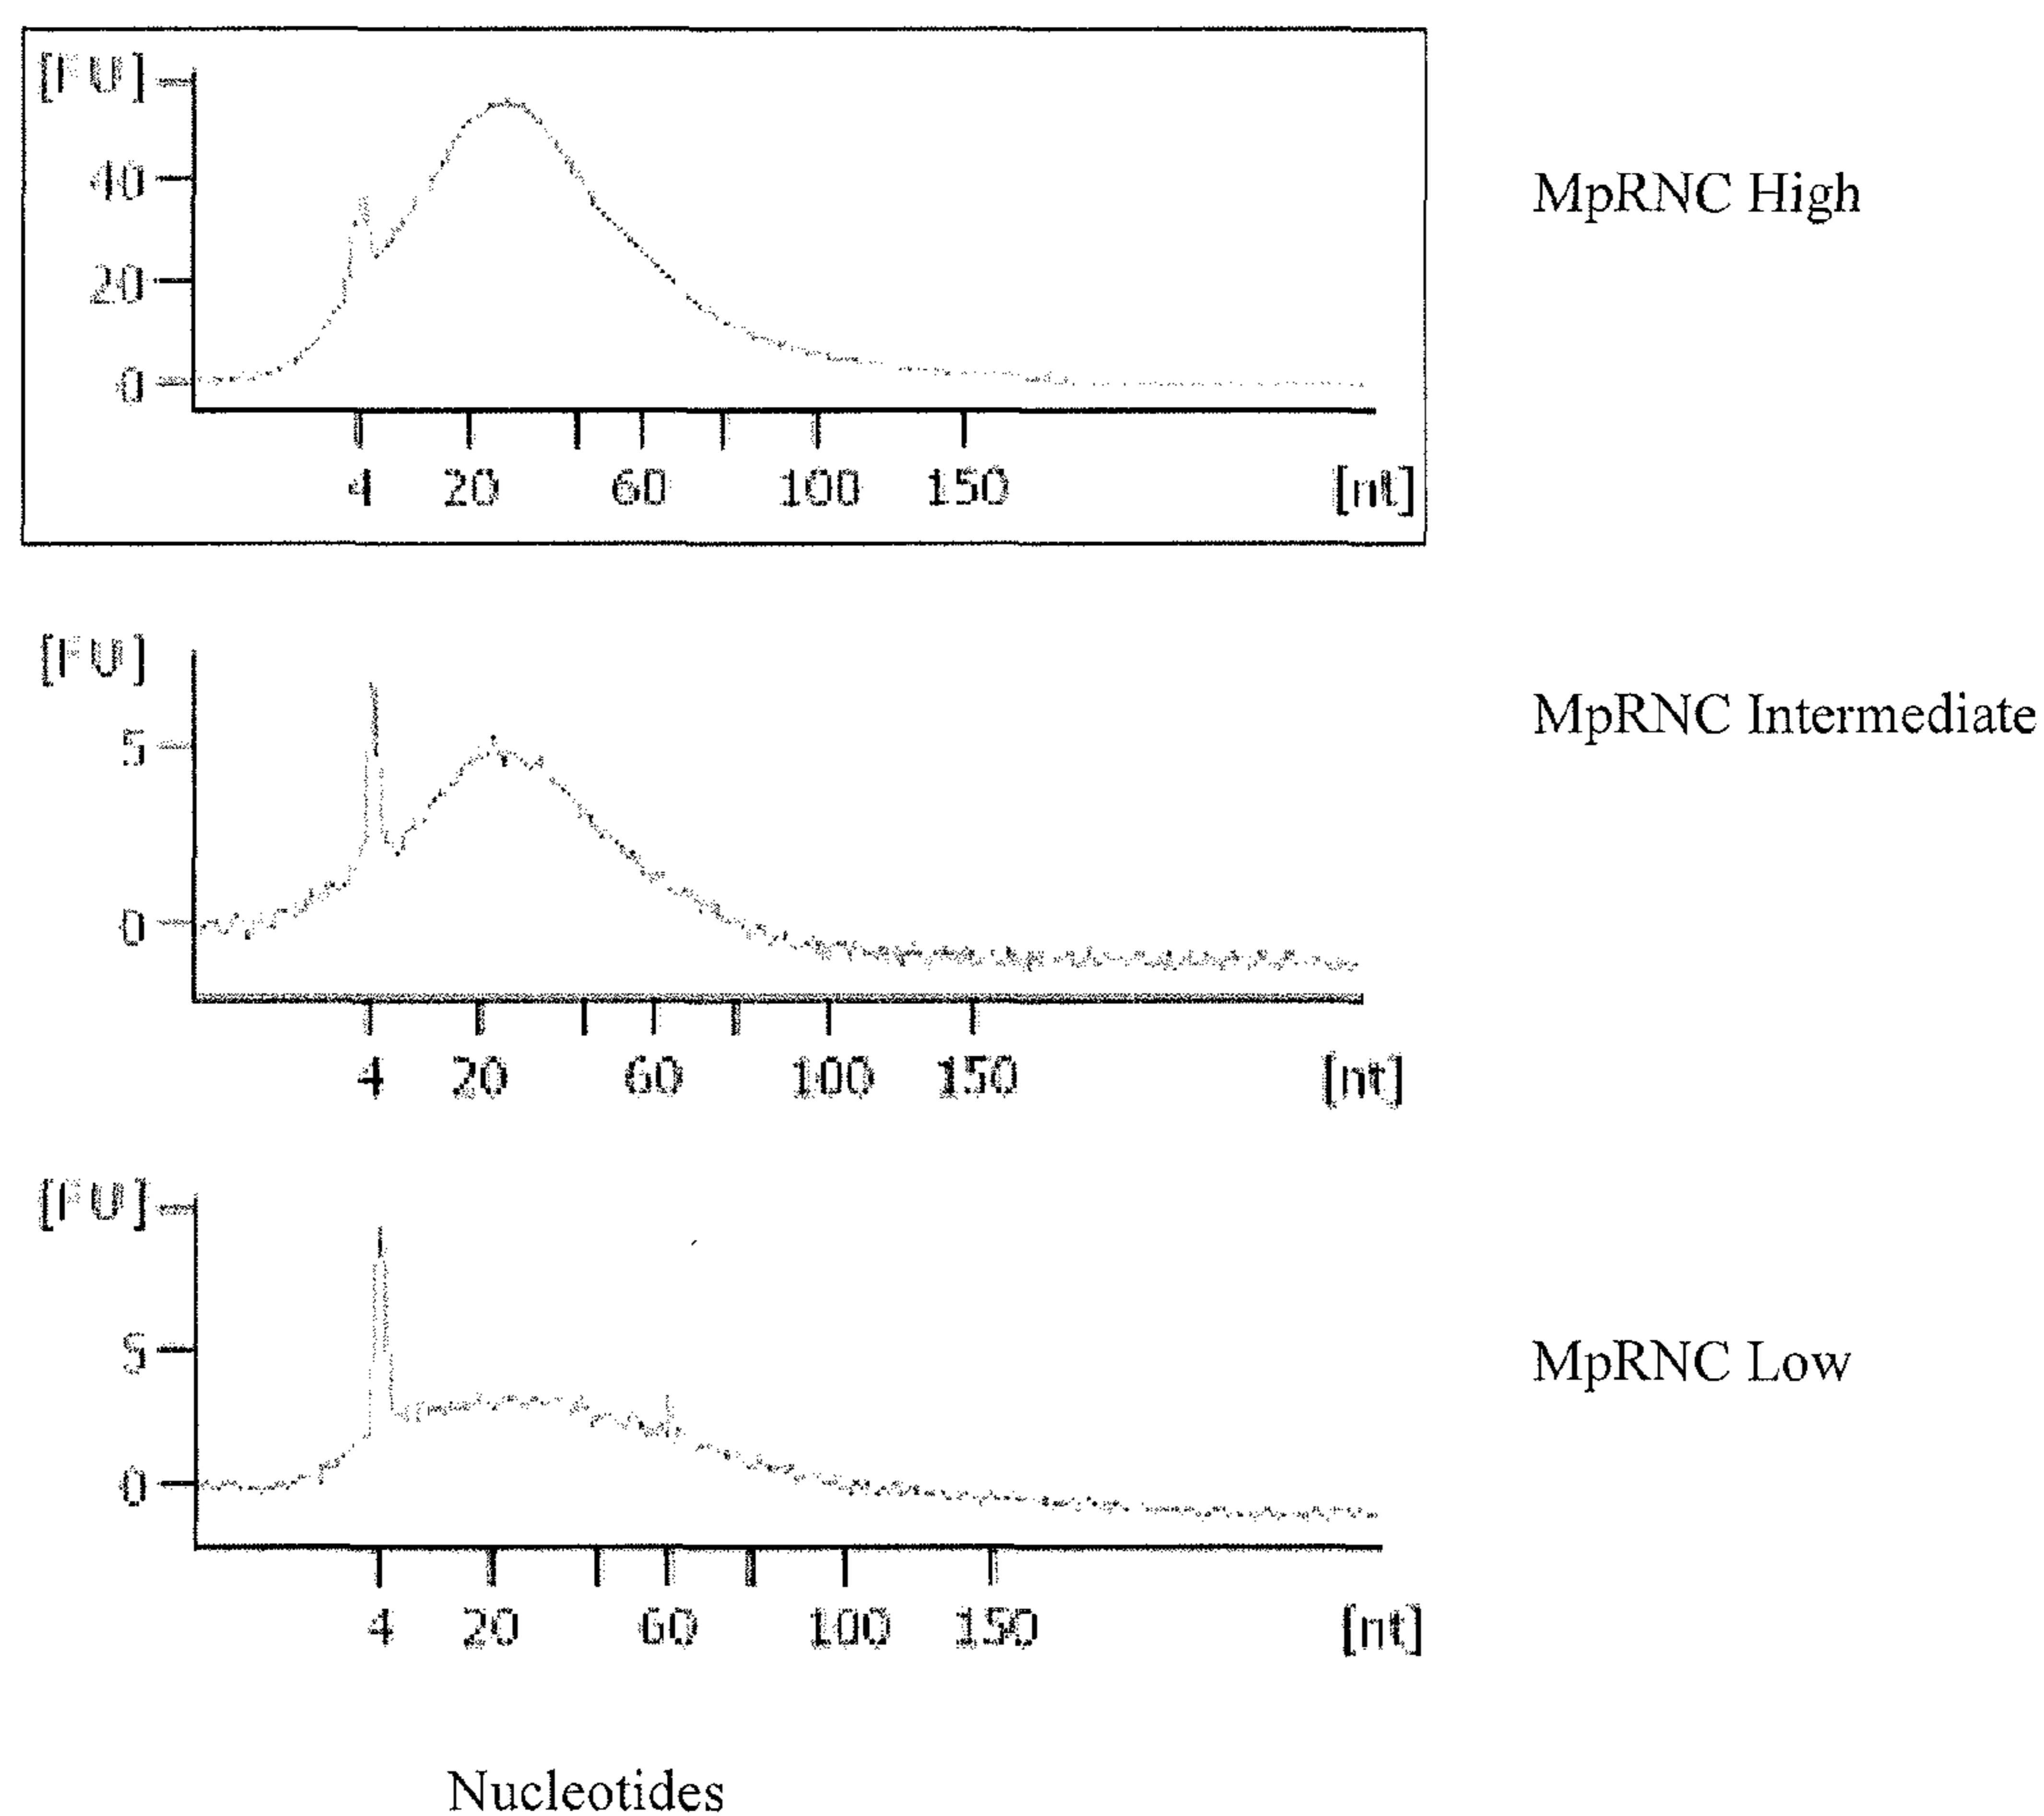 [FU]
40
20
0
4 20 60 100 150 [nt]
MpRNC High
[FU]
5
0
4 20 60 100 150 [nt]
MpRNC Intermediate
[FU]
5
0
4 20 60 100 150 [nt]
MpRNC Low
Nucleotides